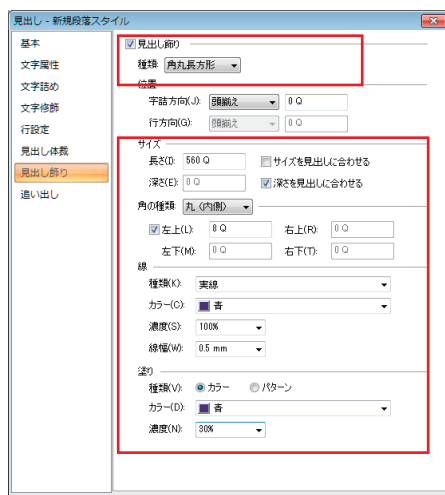 見出し - 新規段落スタイル
基本
文字属性
文字詰め
文字修飾
行設定
見出し体裁
見出し飾り
追い出し
見出し飾り
種類: 角丸長方形
位置
字詰方向(J): 頭揃え 0 Q
行方向(G): 頭揃え 0 Q
サイズ
長さ(I): 560 Q サイズを見出しに合わせる
深さ(E): 0 Q 深さを見出しに合わせる
角の種類: 丸（内側）
左上(L): 8 Q 右上(R): 0 Q
左下(M): 0 Q 右下(T): 0 Q
線
種類(K): 実線
カラー(C): 青
濃度(S): 100%
線幅(W): 0.5 mm
塗り
種類(V): カラー パターン
カラー(D): 青
濃度(N): 30%